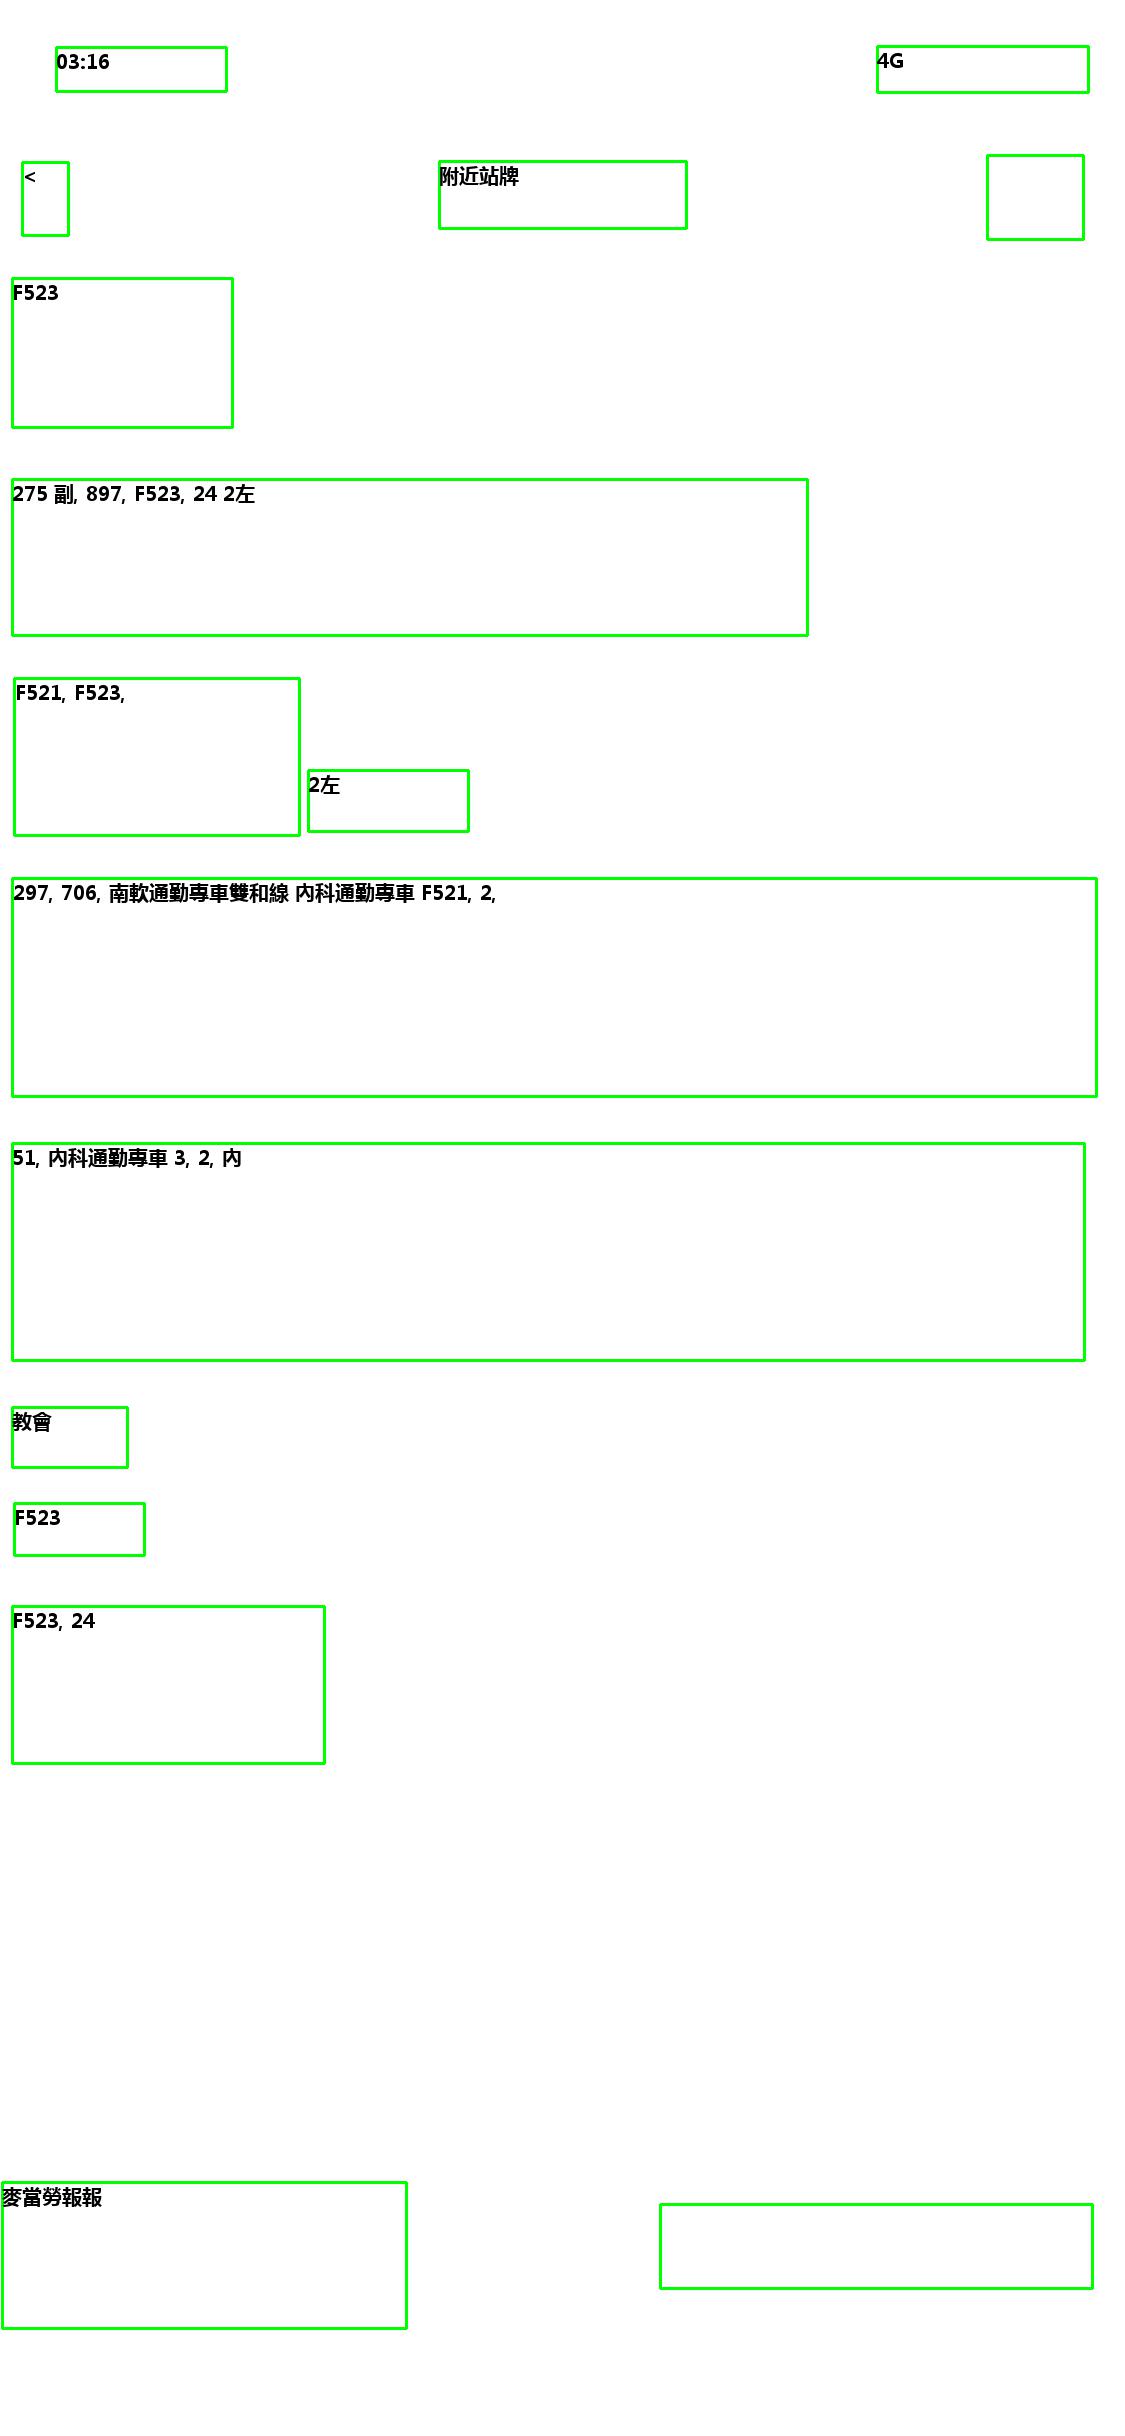 03:16
4G
<
附近站牌
F523
275 副, 897, F523, 24 2左
F521, F523,
2左
297, 706, 南軟通勤專車雙和線 內科通勤專車 F521, 2,
51, 內科通勤專車 3, 2, 內
教會
F523
F523, 24
麥當勞報報